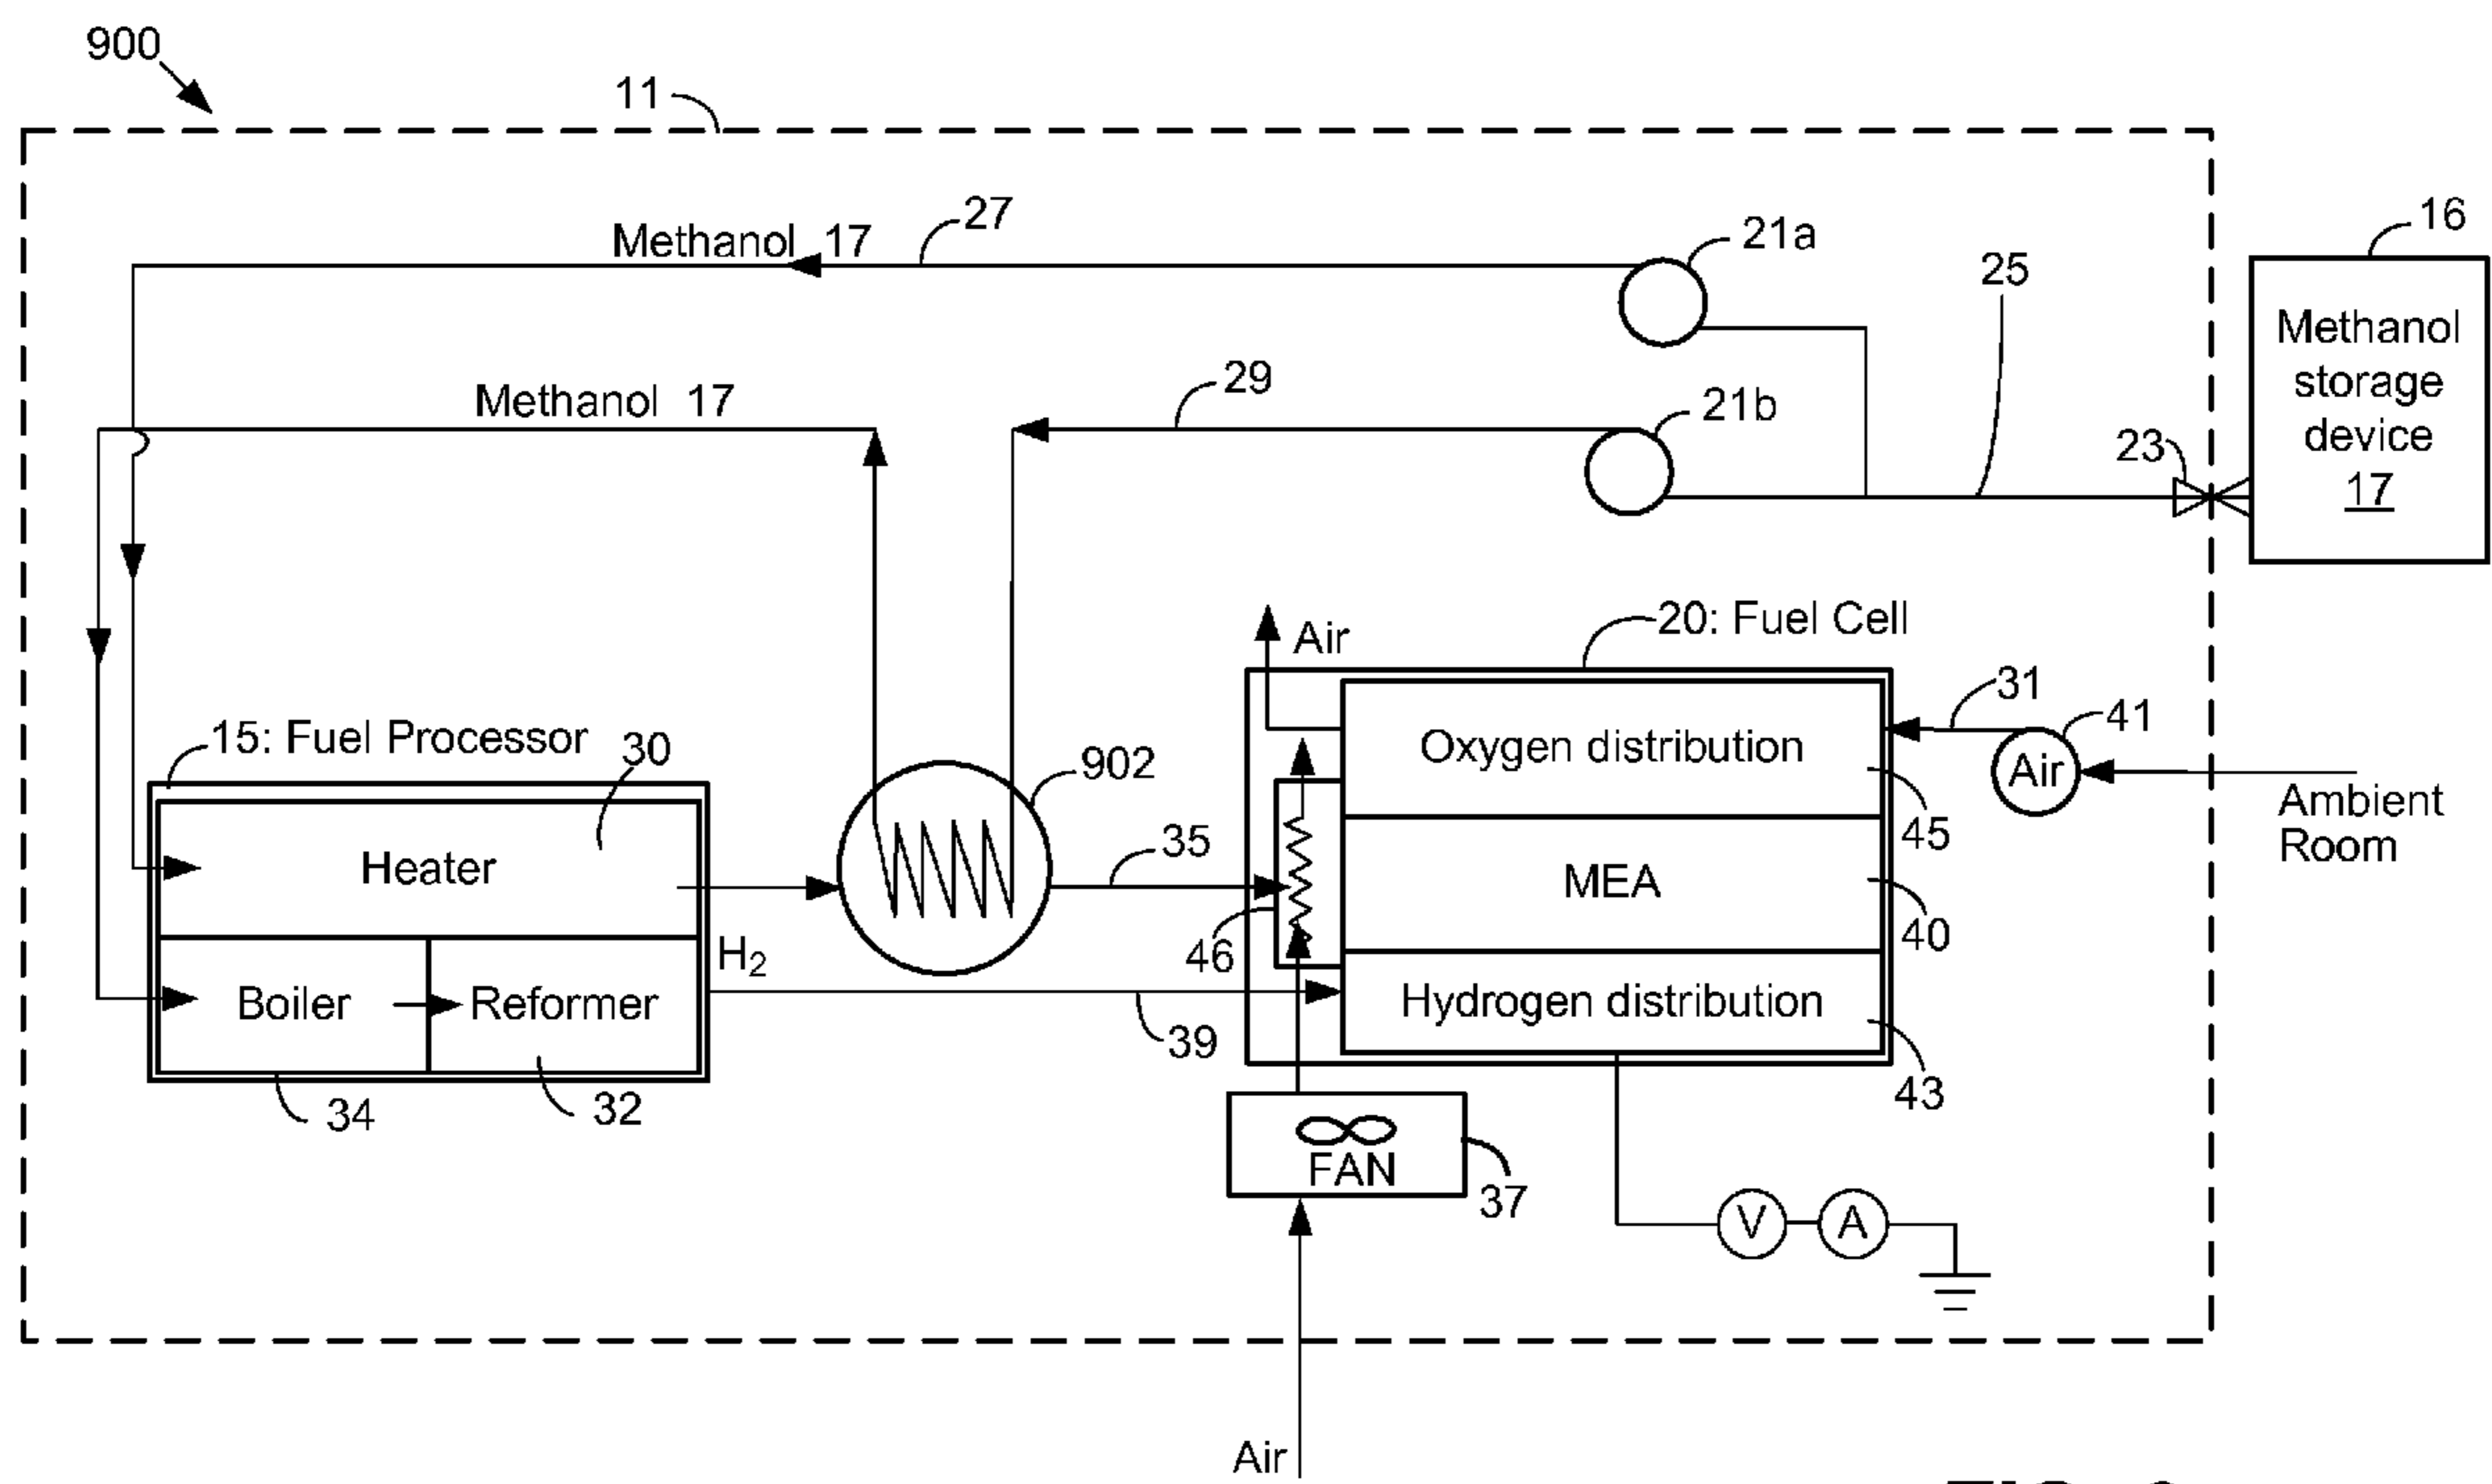 900
11
Methanol 17
27
21a
16
25
Methanol
storage
device
17
Methanol 17
29
21b
23
Air
20: Fuel Cell
31
41
Air
Ambient
Room
15: Fuel Processor
30
902
35
Oxygen distribution
45
Heater
MEA
40
46
H2
Boiler
Reformer
Hydrogen distribution
39
43
34
32
FAN
37
V
A
Air